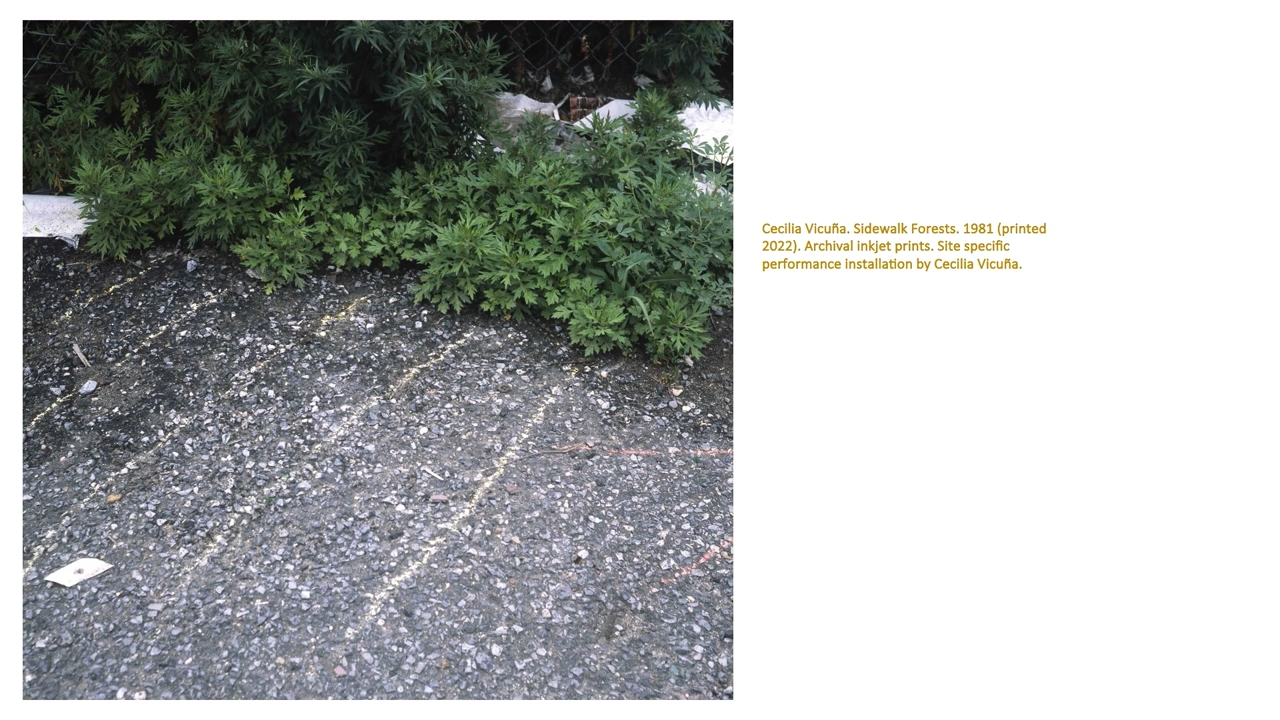 Cecilia Vicuña. Sidewalk Forests. 1981 (printed
2022). Archival inkjet prints. Site specific
performance installation by Cecilia Vicuña.